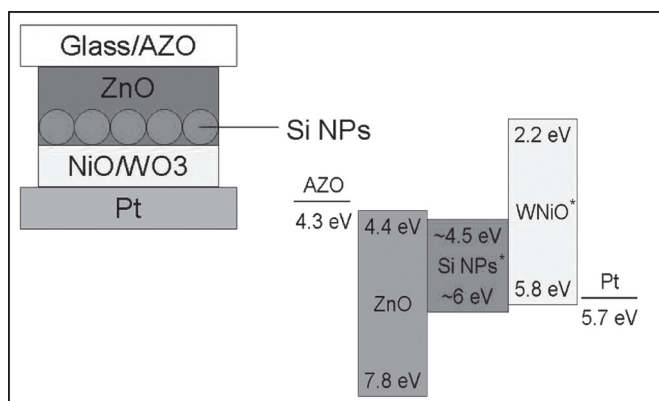 Glass/AZO
ZnO
Si NPs
NiO/WO3
Pt
AZO
4.3 eV
4.4 eV
ZnO
7.8 eV
~4.5 eV
Si NPs*
~6 eV
2.2 eV
WNiO*
5.8 eV
Pt
5.7 eV